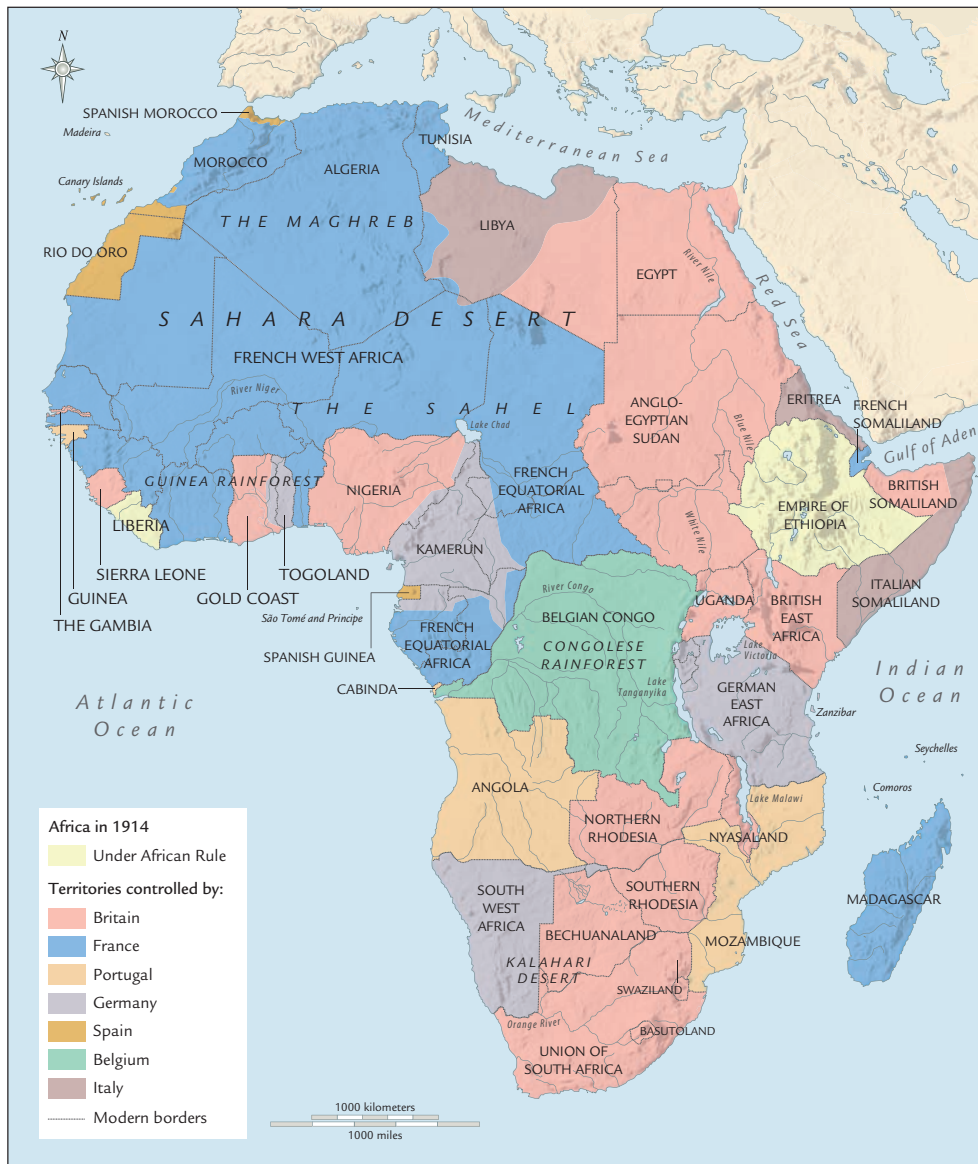 N
SPANISH MOROCCO
Madeira
Mediterranean Sea
TUNISIA
MOROCCO
ALGERIA
Canary Islands
THE MAGHREB
LIBYA
RIO DO ORO
EGYPT
River Nile
Red Sea
SAHARA DESERT
FRENCH WEST AFRICA
River Niger
THE SAHEL
Lake Chad
ANGLO-
EGYPTIAN
SUDAN
Blue Nile
ERITREA
FRENCH
SOMALILAND
Gulf of Aden
GUINEA RAINFOREST
NIGERIA
FRENCH
EQUATORIAL
AFRICA
BRITISH
SOMALILAND
EMPIRE OF
ETHIOPIA
White Nile
LIBERIA
KAMERUN
SIERRA LEONE
TOGOLAND
GUINEA
GOLD COAST
THE GAMBIA
São Tomé and Principe
SPANISH GUINEA
FRENCH
EQUATORIAL
AFRICA
River Congo
BELGIAN CONGO
CONGOLESE
RAINFOREST
UGANDA
BRITISH
EAST
AFRICA
ITALIAN
SOMALILAND
Lake
Victoria
Indian
Ocean
CABINDA
Lake
Tanganyika
GERMAN
EAST
AFRICA
Zanzibar
Atlantic
Ocean
Seychelles
Comoros
ANGOLA
Lake Malawi
NORTHERN
RHODESIA
NYASALAND
SOUTH
WEST
AFRICA
SOUTHERN
RHODESIA
MADAGASCAR
BECHUANALAND
MOZAMBIQUE
KALAHARI
DESERT
SWAZILAND
Orange River
BASUTOLAND
UNION OF
SOUTH AFRICA
Africa in 1914
Under African Rule
Territories controlled by:
Britain
France
Portugal
Germany
Spain
Belgium
Italy
Modern borders
1000 kilometers
1000 miles